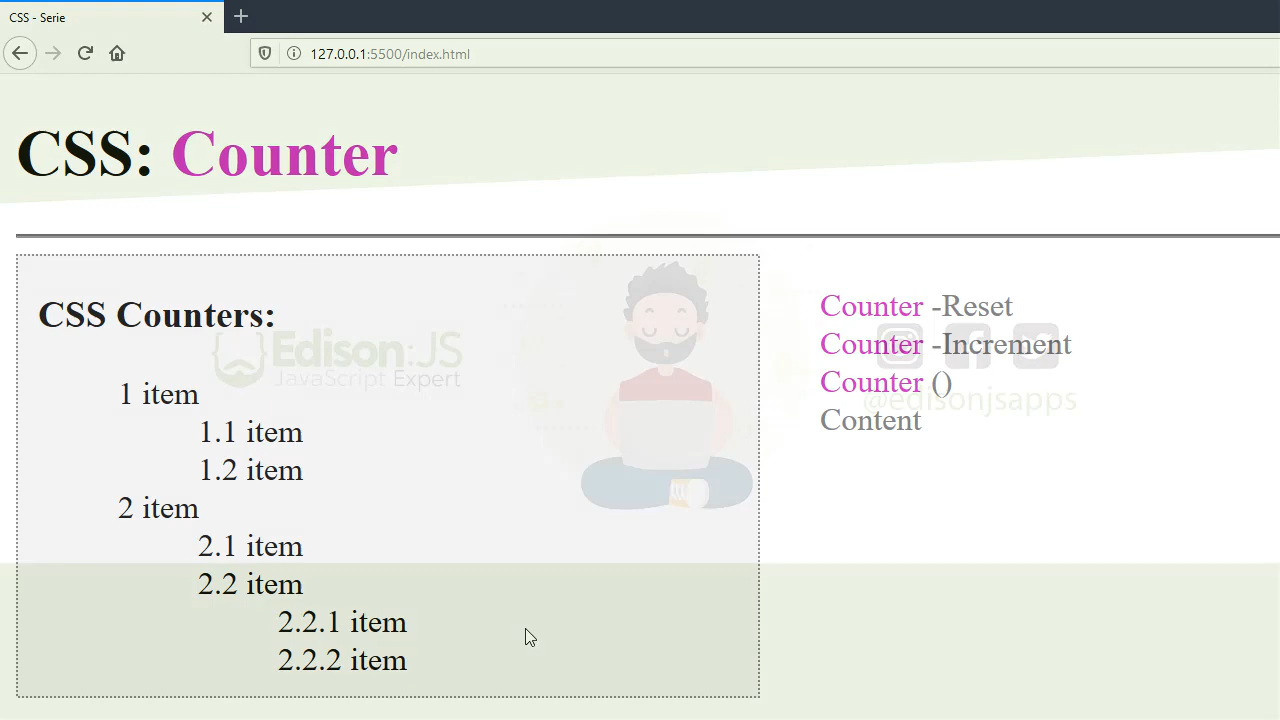 CSS - Serie
127.0.0.1:5500/index.html
CSS: Counter
CSS Counters:
Edison:JS
JavaScript Expert
1 item
1.1 item
1.2 item
2 item
2.1 item
2.2 item
2.2.1 item
2.2.2 item
Counter -Reset
Counter -Increment
Counter ()
@edisonjsapps
Content